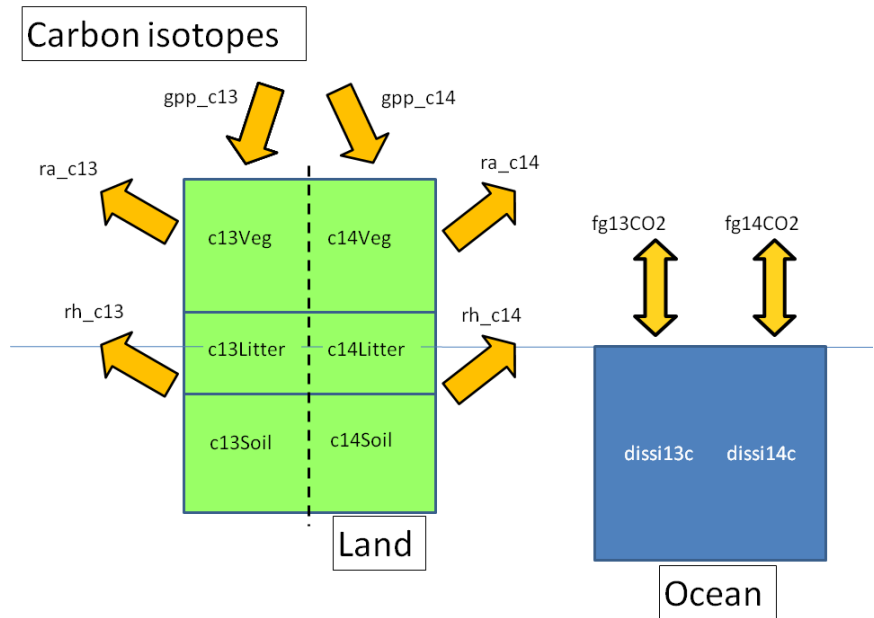 Carbon isotopes
gpp_c13
gpp_c14
ra_c13
ra_c14
c13Veg
c14Veg
fg13CO2
fg14CO2
rh_c13
rh_c14
c13Litter
c14Litter
c13Soil
c14Soil
dissi13c
dissi14c
Land
Ocean